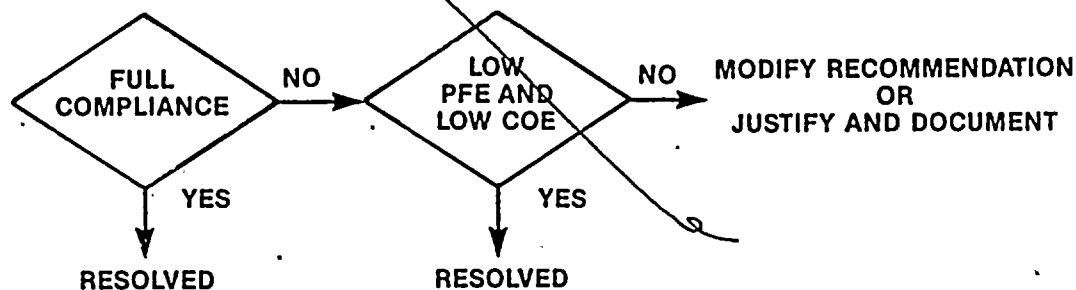 FULL
COMPLIANCE
NO
YES
RESOLVED
LOW
PFE AND
LOW COE
NO
YES
RESOLVED
MODIFY RECOMMENDATION
OR
JUSTIFY AND DOCUMENT